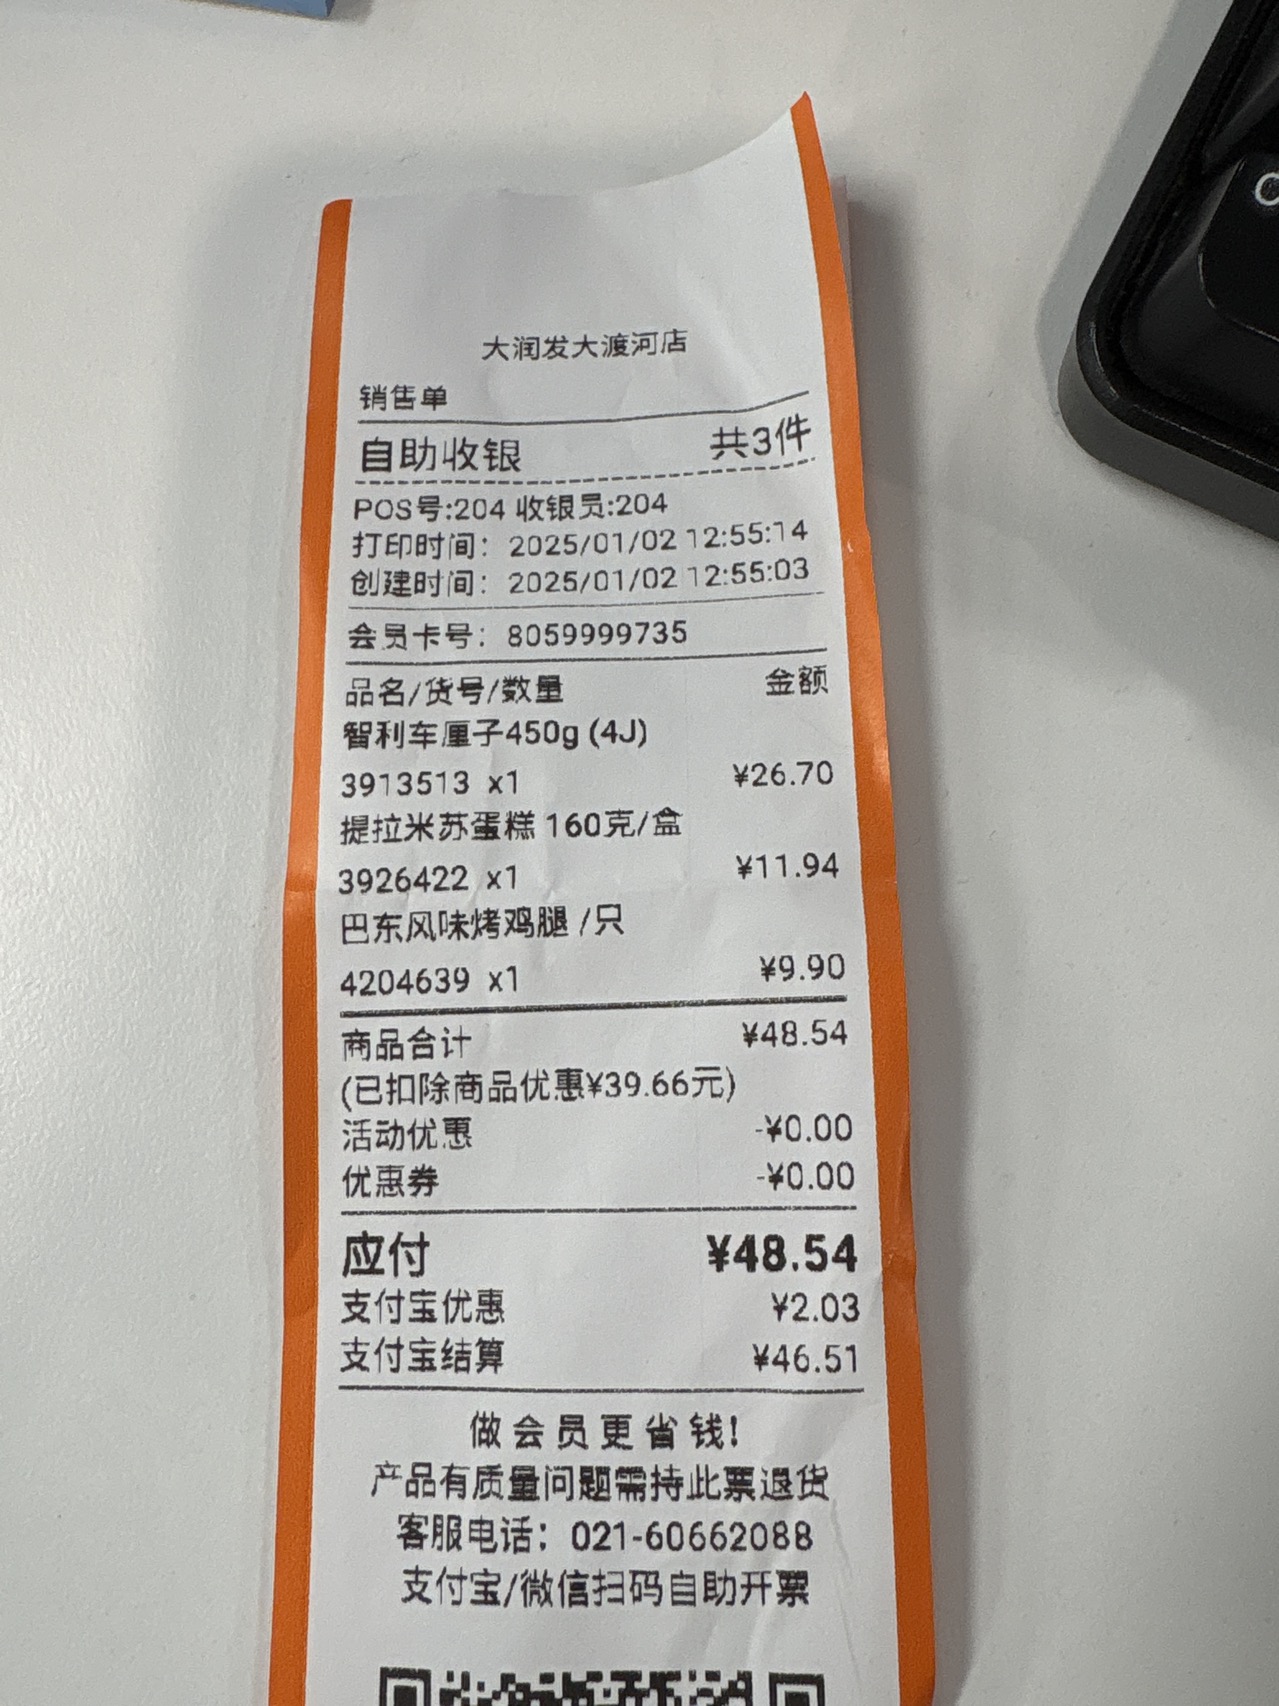 大润发大渡河店
销售单
自助收银 共3件
POS号:204 收银员:204
打印时间：2025/01/02 12:55:14
创建时间：2025/01/02 12:55:03
会员卡号：8059999735
品名/货号/数量 金额
智利车厘子450g (4J)
3913513 x1 ¥26.70
提拉米苏蛋糕 160克/盒
3926422 x1 ¥11.94
巴东风味烤鸡腿 /只
4204639 x1 ¥9.90
商品合计 ¥48.54
(已扣除商品优惠¥39.66元)
活动优惠 -¥0.00
优惠券 -¥0.00
应付 ¥48.54
支付宝优惠 ¥2.03
支付宝结算 ¥46.51
做会员更省钱!
产品有质量问题需持此票退货
客服电话：021-60662088
支付宝/微信扫码自助开票